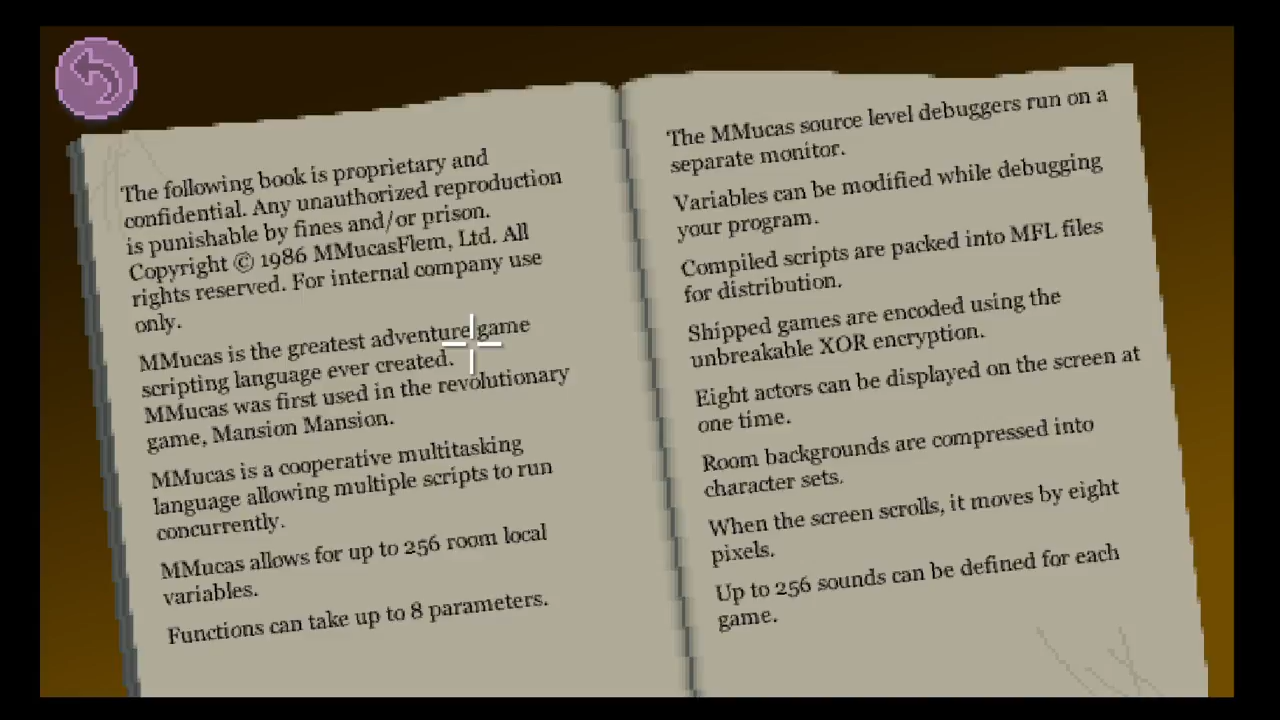 The following book is proprietary and
confidential. Any unauthorized reproduction
is punishable by fines and/or prison.
Copyright © 1986 MMucasFlem, Ltd. All
rights reserved. For internal company use
only.
MMucas is the greatest adventure game
scripting language ever created.
MMucas was first used in the revolutionary
game, Mansion Mansion.
MMucas is a cooperative multitasking
language allowing multiple scripts to run
concurrently.
MMucas allows for up to 256 room local
variables.
Functions can take up to 8 parameters.
The MMucas source level debuggers run on a
separate monitor.
Variables can be modified while debugging
your program.
Compiled scripts are packed into MFL files
for distribution.
Shipped games are encoded using the
unbreakable XOR encryption.
Eight actors can be displayed on the screen at
one time.
Room backgrounds are compressed into
character sets.
When the screen scrolls, it moves by eight
pixels.
Up to 256 sounds can be defined for each
game.